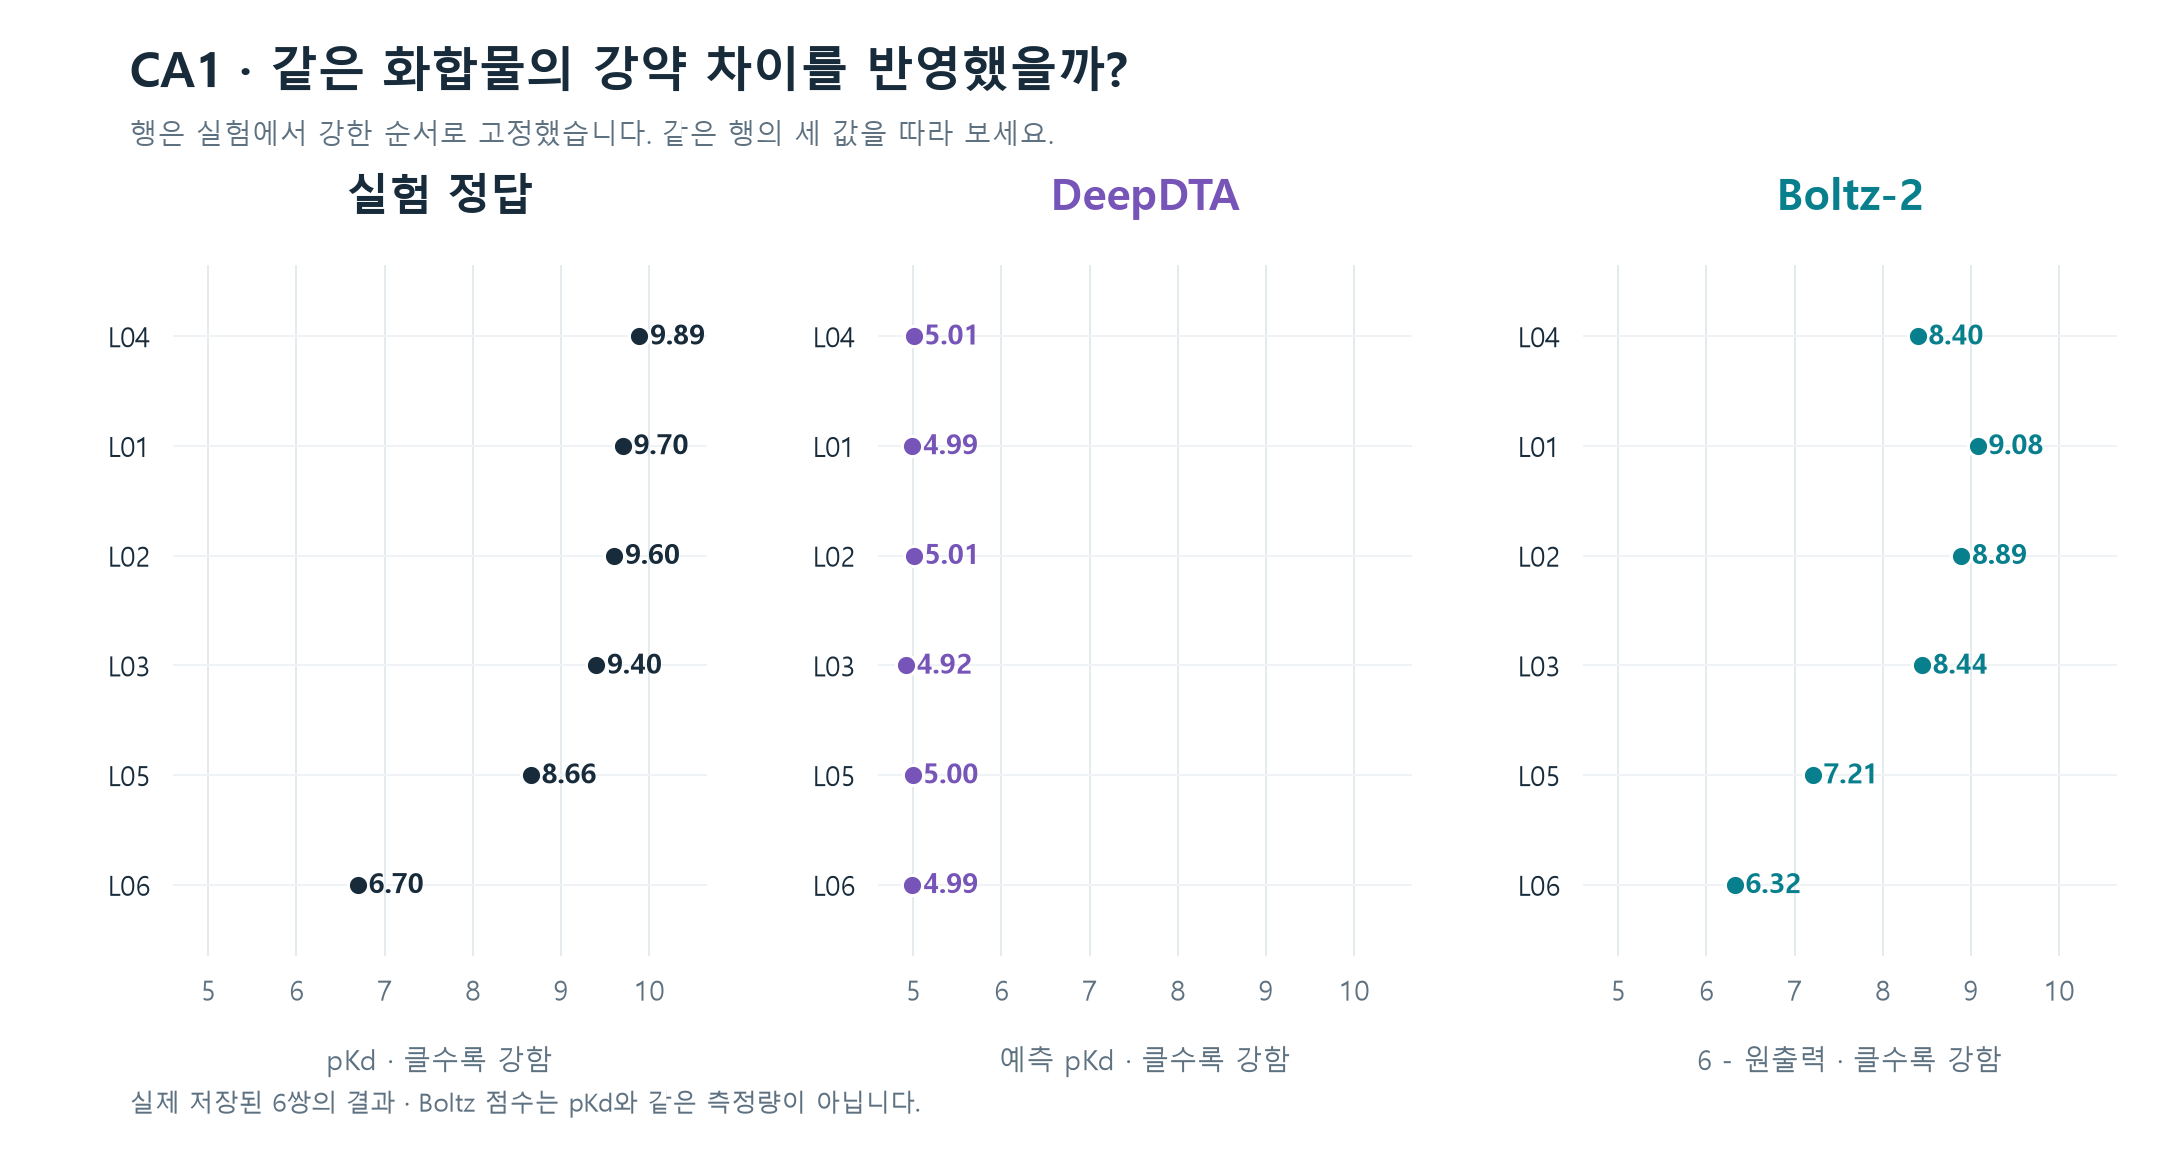 CA1 · 같은 화합물의 강약 차이를 반영했을까?
행은 실험에서 강한 순서로 고정했습니다. 같은 행의 세 값을 따라 보세요.
실험 정답
L04 9.89
L01 9.70
L02 9.60
L03 9.40
L05 8.66
L06 6.70
5 6 7 8 9 10
pKd · 클수록 강함
DeepDTA
L04 5.01
L01 4.99
L02 5.01
L03 4.92
L05 5.00
L06 4.99
5 6 7 8 9 10
예측 pKd · 클수록 강함
Boltz-2
L04 8.40
L01 9.08
L02 8.89
L03 8.44
L05 7.21
L06 6.32
5 6 7 8 9 10
6 - 원출력 · 클수록 강함
실제 저장된 6쌍의 결과 · Boltz 점수는 pKd와 같은 측정량이 아닙니다.